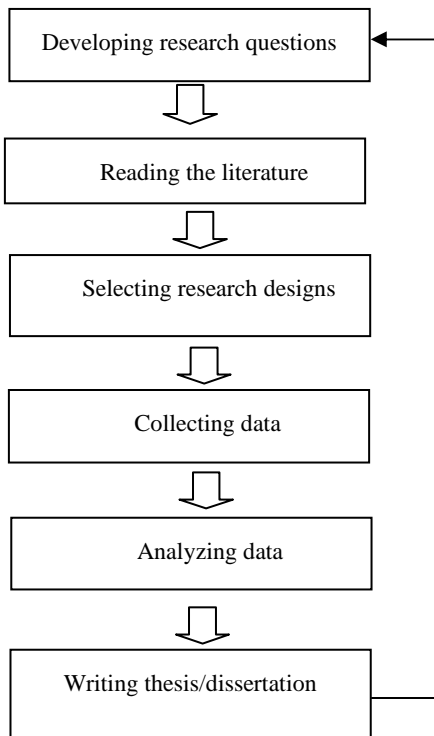 Developing research questions
Reading the literature
Selecting research designs
Collecting data
Analyzing data
Writing thesis/dissertation